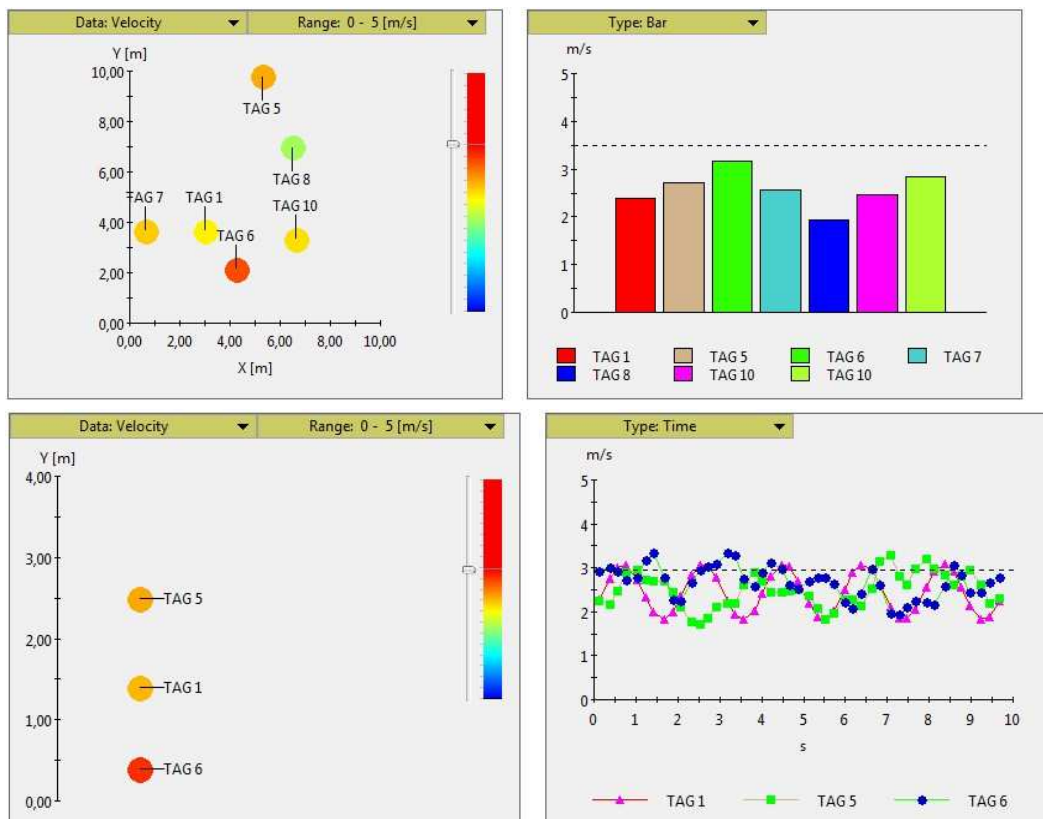 Data: Velocity Range: 0 - 5 [m/s]
Y [m]
10,00
8,00
6,00
4,00
2,00
0,00
0,00 2,00 4,00 6,00 8,00 10,00
X [m]
TAG 5
TAG 8
TAG 7 TAG 1 TAG 10
TAG 6
Type: Bar
m/s
5
4
3
2
1
0
TAG 1 TAG 5 TAG 6 TAG 7
TAG 8 TAG 10 TAG 10
Data: Velocity Range: 0 - 5 [m/s]
Y [m]
4,00
3,00
2,00
1,00
0,00
TAG 5
TAG 1
TAG 6
Type: Time
m/s
5
4
3
2
1
0
0 1 2 3 4 5 6 7 8 9 10
s
TAG 1 TAG 5 TAG 6